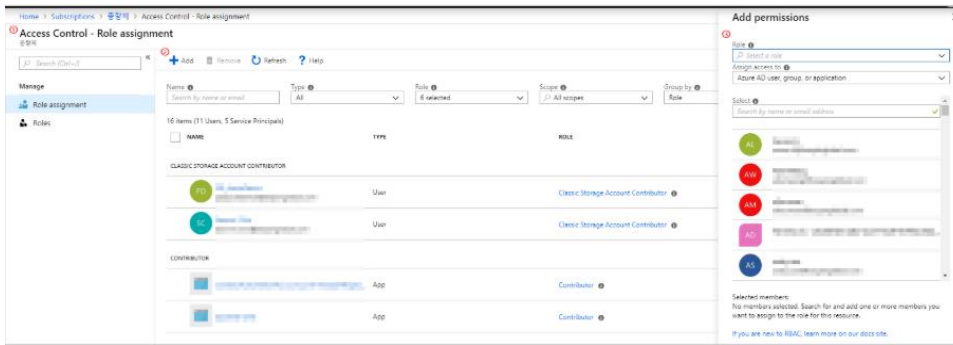 Home > Subscriptions > 종량제 > Access Control - Role assignment
① Access Control - Role assignment
종량제
Search (Ctrl+/)
«
Manage
Role assignment
Roles
②
Add
Remove
Refresh
? Help
Name
Search by name or email
Type
All
Role
6 selected
Scope
All scopes
Group by
Role
16 items (11 Users, 5 Service Principals)
NAME TYPE ROLE
CLASSIC STORAGE ACCOUNT CONTRIBUTOR
PD User Classic Storage Account Contributor
SC User Classic Storage Account Contributor
CONTRIBUTOR
App Contributor
App Contributor
Add permissions
③
Role
Select a role
Assign access to
Azure AD user, group, or application
Select
Search by name or email address
AL
AW
AM
AD
AS
Selected members:
No members selected. Search for and add one or more members you
want to assign to the role for this resource.
If you are new to RBAC, learn more on our docs site.